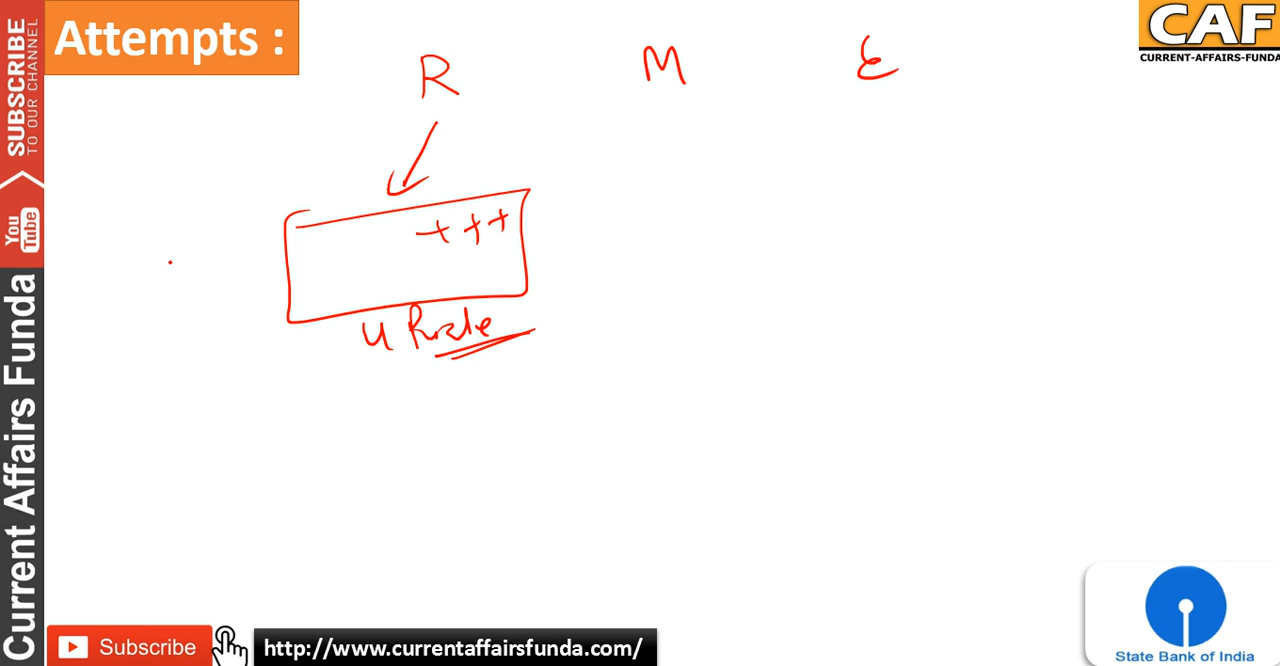 Attempts :
CAF
CURRENT-AFFAIRS-FUNDA
R M E
+++
4 Puzzle
SUBSCRIBE
TO OUR CHANNEL
You
Tube
Current Affairs Funda
Subscribe
http://www.currentaffairsfunda.com/
State Bank of India